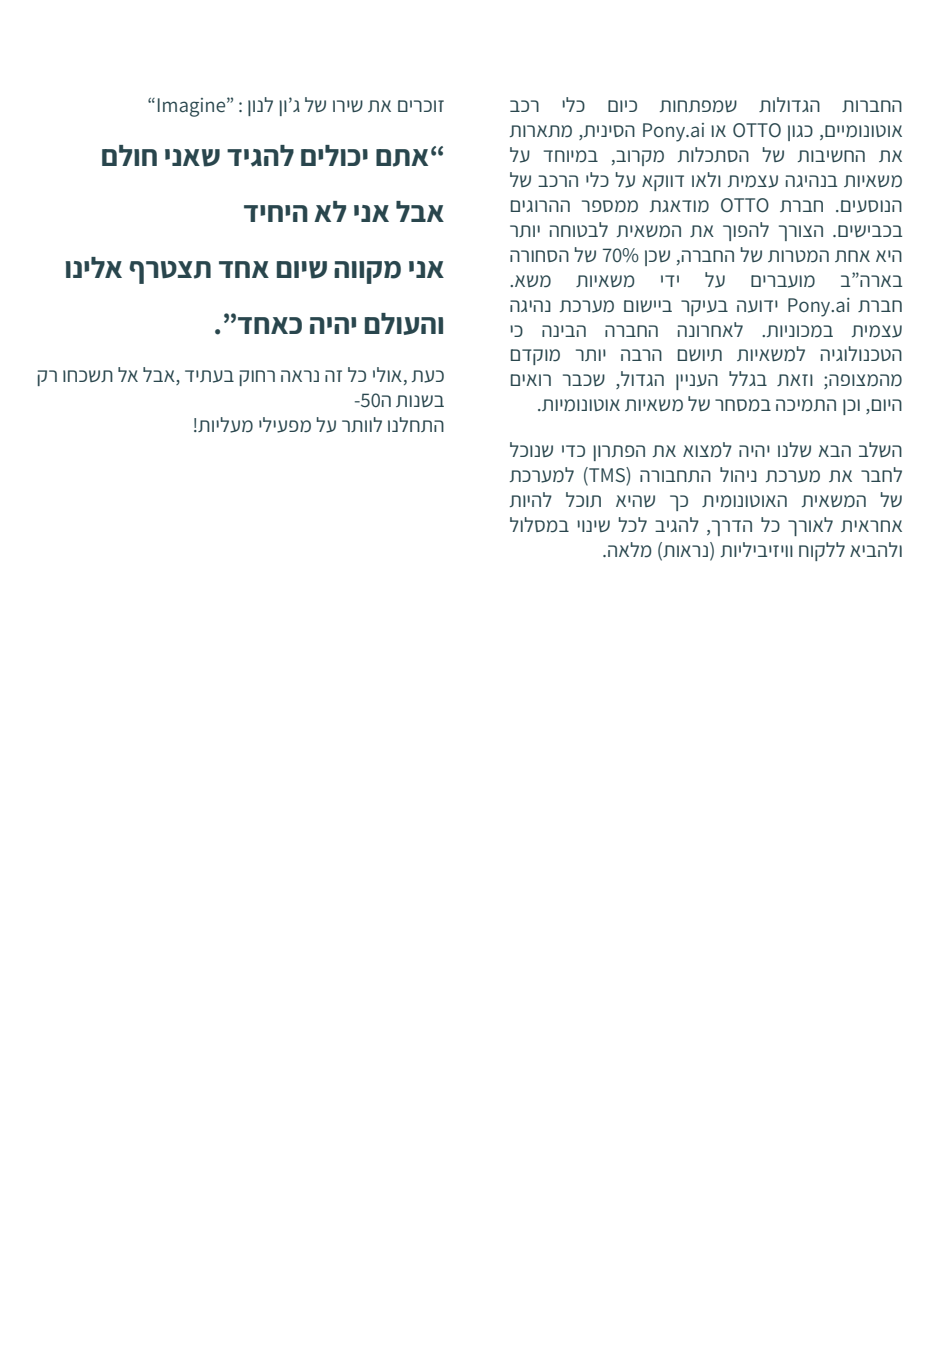 החברות הגדולות שמפתחות כיום כלי רכב
אוטונומיים, כגון OTTO או Pony.ai הסינית, מתארות
את החשיבות של הסתכלות מקרוב, במיוחד על
משאיות בנהיגה עצמית ולאו דווקא על כלי הרכב של
הנוסעים. חברת OTTO מודאגת ממספר ההרוגים
בכבישים. הצורך להפוך את המשאית לבטוחה יותר
היא אחת המטרות של החברה, שכן 70% של הסחורה
בארה”ב מועברים על ידי משאיות משא.
חברת Pony.ai ידועה בעיקר ביישום מערכת נהיגה
עצמית במכוניות. לאחרונה החברה הבינה כי
הטכנולוגיה למשאיות תיושם הרבה יותר מוקדם
מהמצופה; וזאת בגלל העניין הגדול, שכבר רואים
היום, וכן התמיכה במסחר של משאיות אוטונומיות.
השלב הבא שלנו יהיה למצוא את הפתרון כדי שנוכל
לחבר את מערכת ניהול התחבורה (TMS) למערכת
של המשאית האוטונומית כך שהיא תוכל להיות
אחראית לאורך כל הדרך, להגיב לכל שינוי במסלול
ולהביא ללקוח וויזיביליות (נראות) מלאה.
זוכרים את שירו של ג’ון לנון : “Imagine”
“אתם יכולים להגיד שאני חולם
אבל אני לא היחיד
אני מקווה שיום אחד תצטרף אלינו
והעולם יהיה כאחד”.
כעת ,אולי כל זה נראה רחוק בעתיד ,אבל אל תשכחו רק
בשנות ה50-
התחלנו לוותר על מפעילי מעליות!